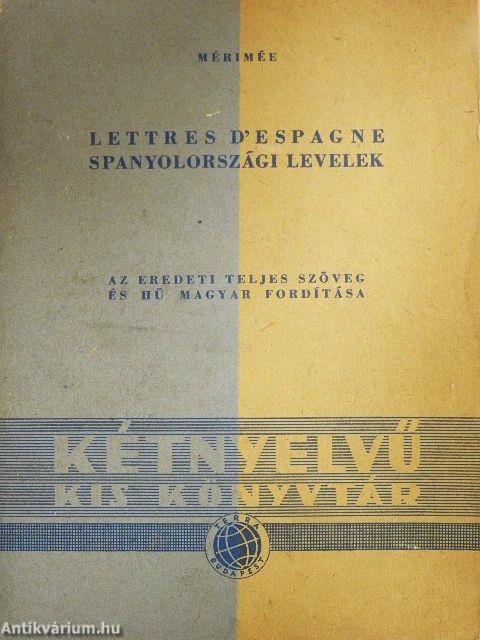 MÉRIMÉE
LETTRES D'ESPAGNE
SPANYOLORSZÁGI LEVELEK
AZ EREDETI TELJES SZÖVEG
ÉS HŰ MAGYAR FORDÍTÁSA
KÉTNYELVŰ
KIS KÖNYVTÁR
TERRA
BUDAPEST
Antikvárium.hu